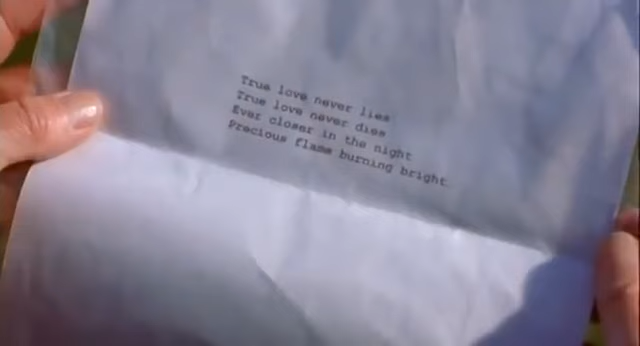 True love never lies
True love never dies
Ever closer in the night
Precious flame burning bright